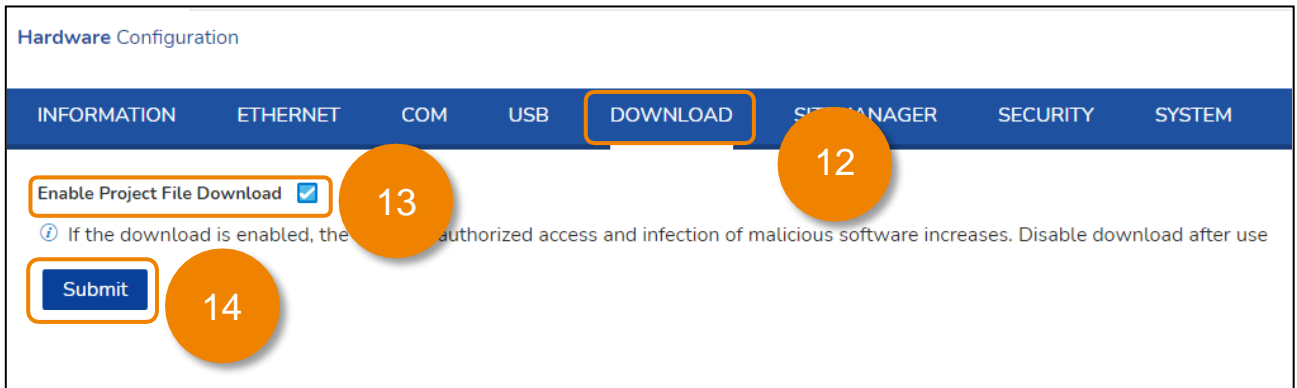 Hardware Configuration
INFORMATION ETHERNET COM USB DOWNLOAD MANAGER SECURITY SYSTEM
12
Enable Project File Download
13
If the download is enabled, the access and infection of malicious software increases. Disable download after use
Submit
14